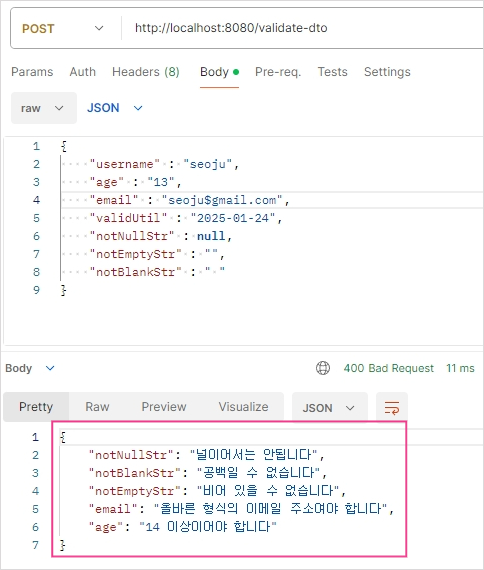 POST http://localhost:8080/validate-dto
Params Auth Headers (8) Body Pre-req. Tests Settings
raw JSON
1 {
2 "username" : "seoju",
3 "age" : "13",
4 "email" : "seoju$gmail.com",
5 "validUtil" : "2025-01-24",
6 "notNullStr" : null,
7 "notEmptyStr" : "",
8 "notBlankStr" : " "
9 }
Body 400 Bad Request 11 ms
Pretty Raw Preview Visualize JSON
1 {
2 "notNullStr": "널이어서는 안됩니다",
3 "notBlankStr": "공백일 수 없습니다",
4 "notEmptyStr": "비어 있을 수 없습니다",
5 "email": "올바른 형식의 이메일 주소여야 합니다",
6 "age": "14 이상이어야 합니다"
7 }